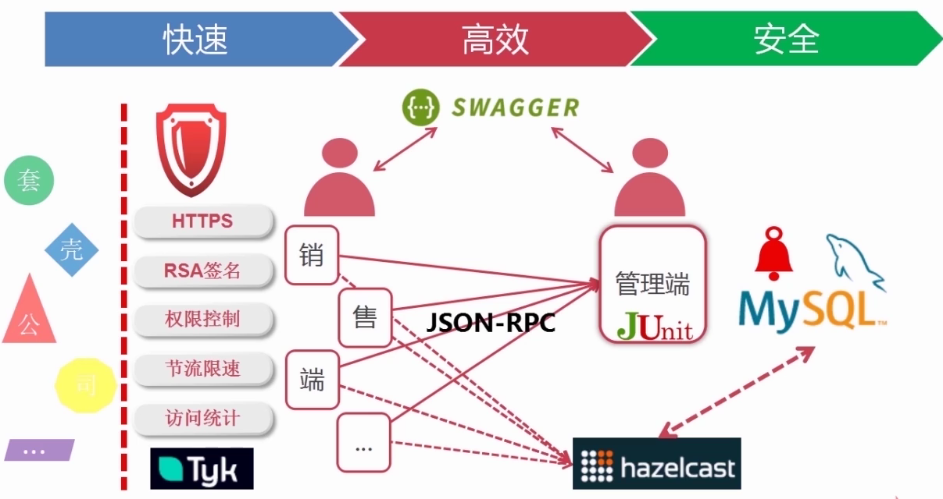 快速
高效
安全
SWAGGER
套
壳
公
司
...
HTTPS
RSA签名
权限控制
节流限速
访问统计
Tyk
销
售
端
...
JSON-RPC
管理端
JUnit
MySQL™
hazelcast